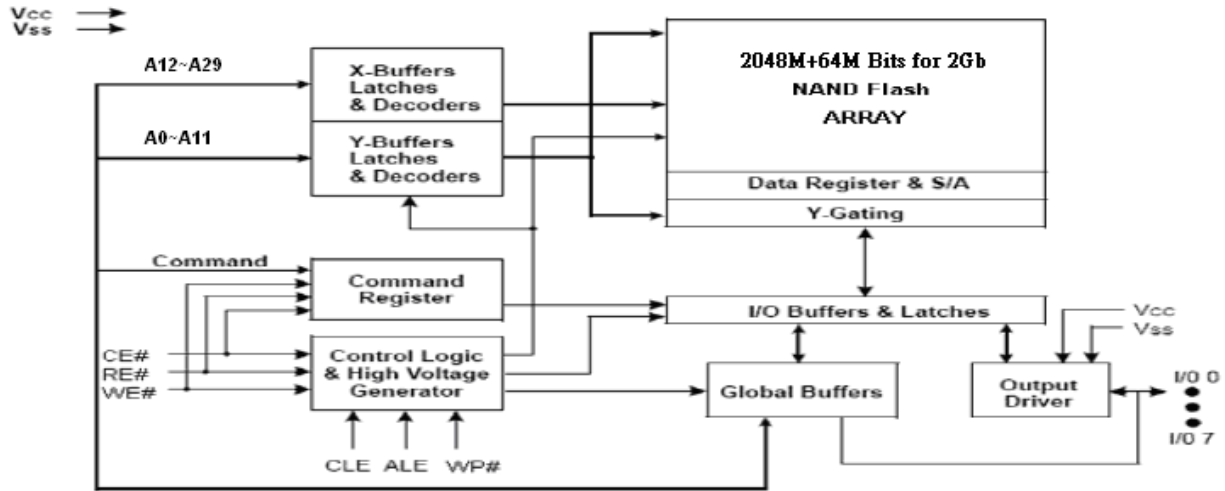 Vcc
Vss
A12~A29
X-Buffers
Latches
& Decoders
A0~A11
Y-Buffers
Latches
& Decoders
2048M+64M Bits for 2Gb
NAND Flash
ARRAY
Data Register & S/A
Y-Gating
Command
Command
Register
I/O Buffers & Latches
Vcc
Vss
CE#
RE#
WE#
Control Logic
& High Voltage
Generator
Global Buffers
Output
Driver
I/0 0
I/0 7
CLE ALE WP#